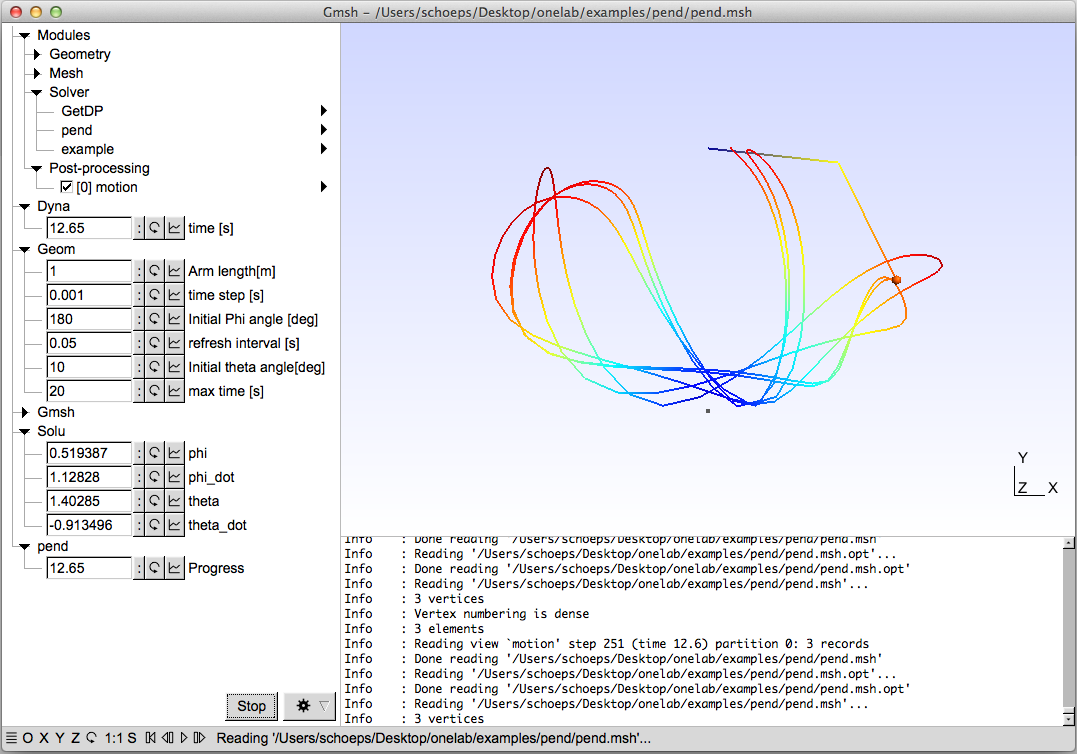 Gmsh - /Users/schoeps/Desktop/onelab/examples/pend/pend.msh
Modules
Geometry
Mesh
Solver
GetDP
pend
example
Post-processing
[0] motion
Dyna
12.65 : time [s]
Geom
1 : Arm length[m]
0.001 : time step [s]
180 : Initial Phi angle [deg]
0.05 : refresh interval [s]
10 : Initial theta angle[deg]
20 : max time [s]
Gmsh
Solu
0.519387 : phi
1.12828 : phi_dot
1.40285 : theta
-0.913496 : theta_dot
pend
12.65 : Progress
Stop
Y
Z X
Info : Done reading '/Users/schoeps/Desktop/onelab/examples/pend/pend.msh'
Info : Reading '/Users/schoeps/Desktop/onelab/examples/pend/pend.msh.opt'...
Info : Done reading '/Users/schoeps/Desktop/onelab/examples/pend/pend.msh.opt'
Info : Reading '/Users/schoeps/Desktop/onelab/examples/pend/pend.msh'...
Info : 3 vertices
Info : Vertex numbering is dense
Info : 3 elements
Info : Reading view `motion' step 251 (time 12.6) partition 0: 3 records
Info : Done reading '/Users/schoeps/Desktop/onelab/examples/pend/pend.msh'
Info : Reading '/Users/schoeps/Desktop/onelab/examples/pend/pend.msh.opt'...
Info : Done reading '/Users/schoeps/Desktop/onelab/examples/pend/pend.msh.opt'
Info : Reading '/Users/schoeps/Desktop/onelab/examples/pend/pend.msh'...
Info : 3 vertices
O X Y Z 1:1 S Reading '/Users/schoeps/Desktop/onelab/examples/pend/pend.msh'...